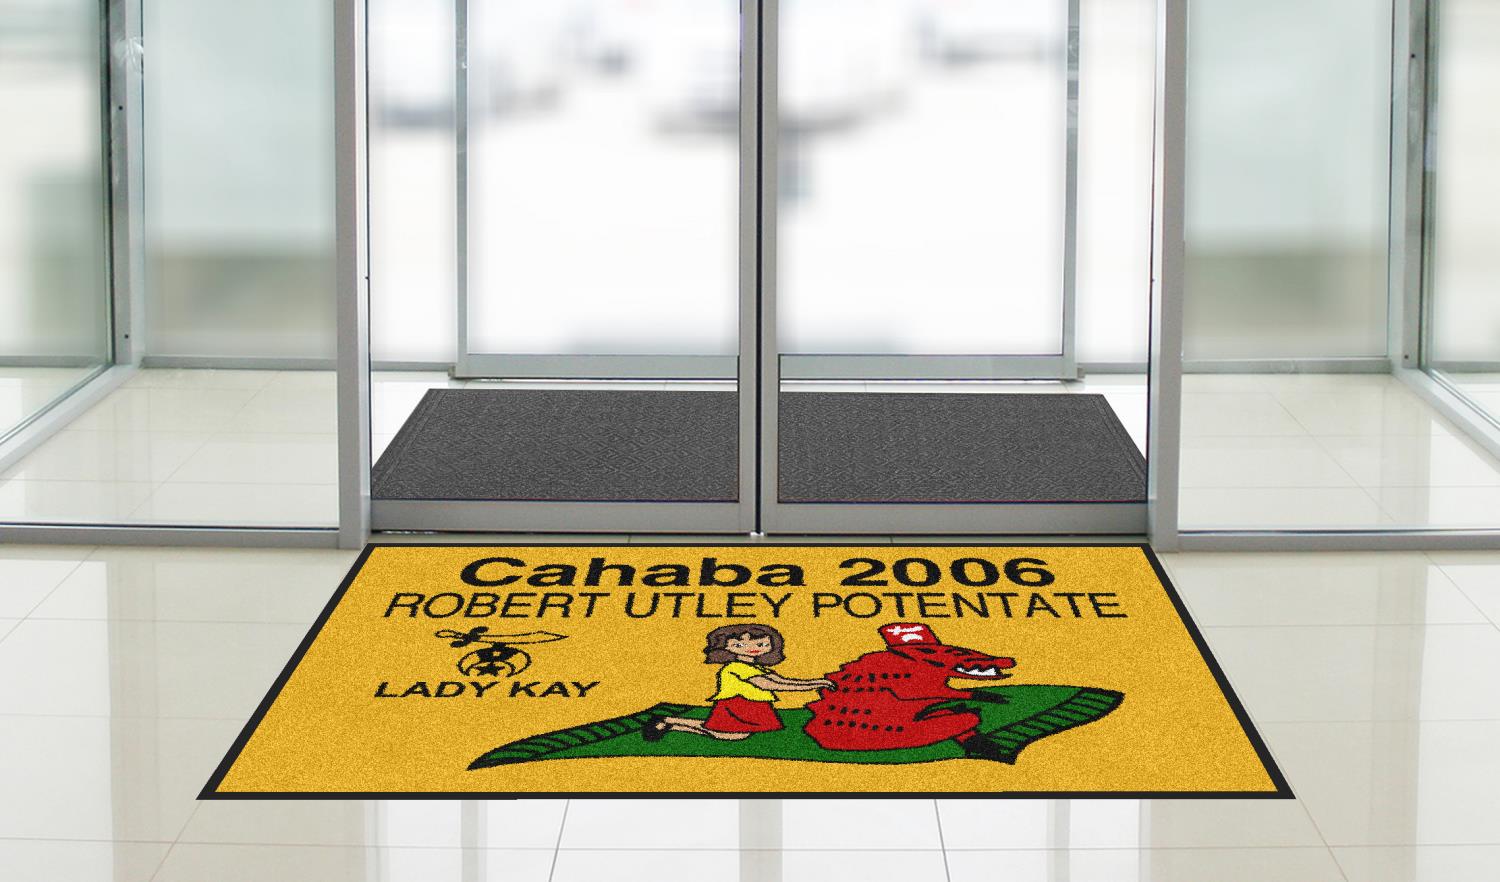 Cahaba 2006
ROBERT UTLEY POTENTATE
LADY KAY